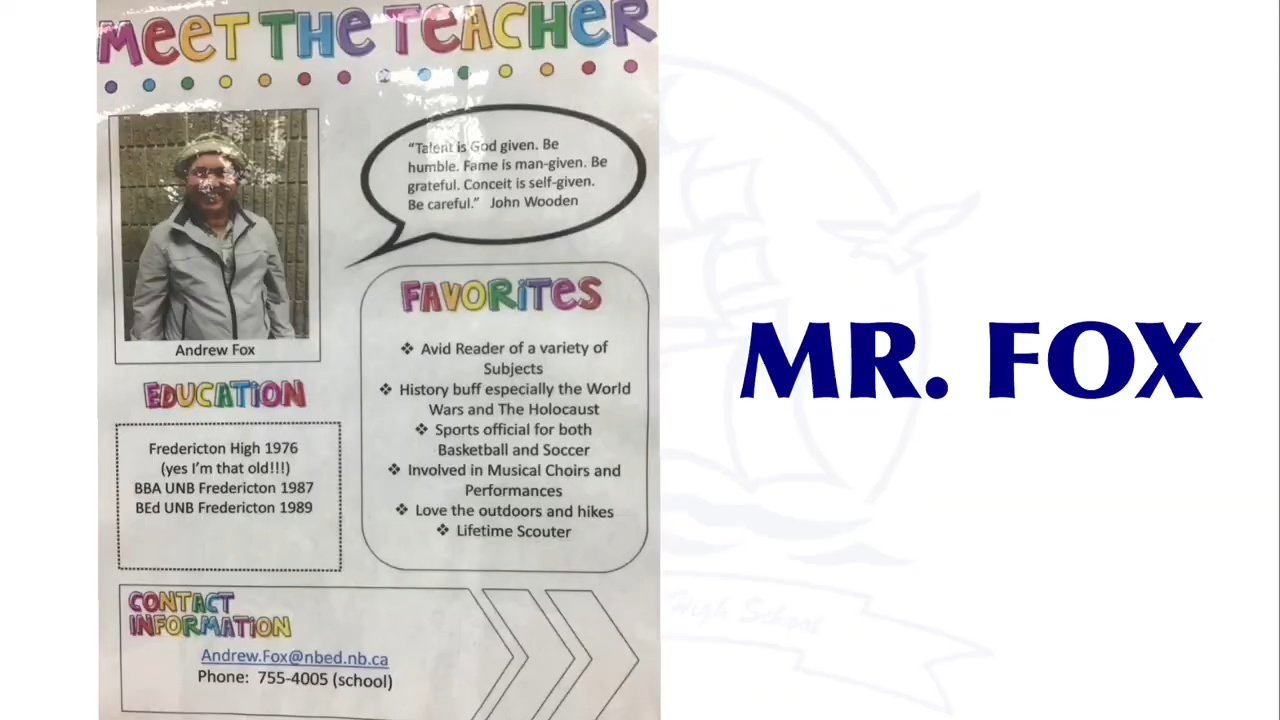 MEET THE TEACHER
“Talent is God given. Be
humble. Fame is man-given. Be
grateful. Conceit is self-given.
Be careful.” John Wooden
Andrew Fox
FAVORITES
❖ Avid Reader of a variety of
Subjects
❖ History buff especially the World
Wars and The Holocaust
❖ Sports official for both
Basketball and Soccer
❖ Involved in Musical Choirs and
Performances
❖ Love the outdoors and hikes
❖ Lifetime Scouter
EDUCATION
Fredericton High 1976
(yes I’m that old!!!)
BBA UNB Fredericton 1987
BEd UNB Fredericton 1989
CONTACT
INFORMATION
Andrew.Fox@nbed.nb.ca
Phone: 755-4005 (school)
MR. FOX
High School